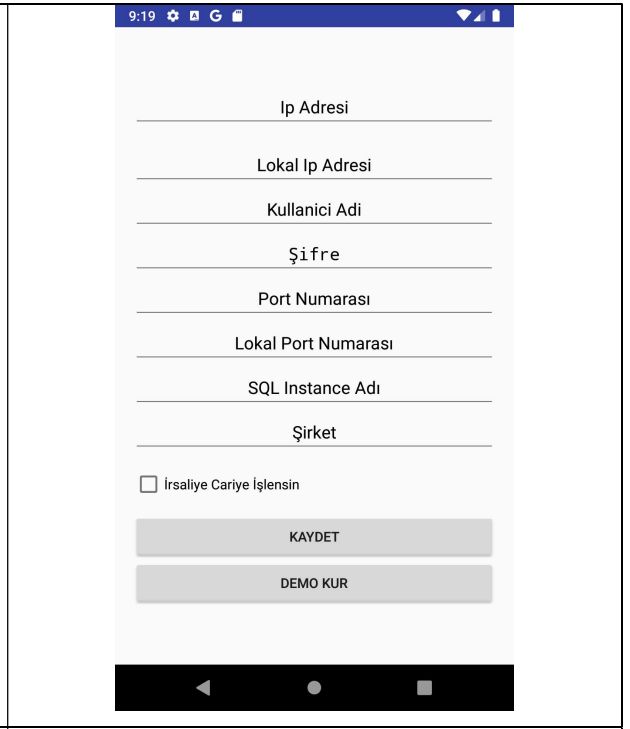 9:19 A G
Ip Adresi
Lokal Ip Adresi
Kullanici Adi
Şifre
Port Numarası
Lokal Port Numarası
SQL Instance Adı
Şirket
İrsaliye Cariye İşlensin
KAYDET
DEMO KUR